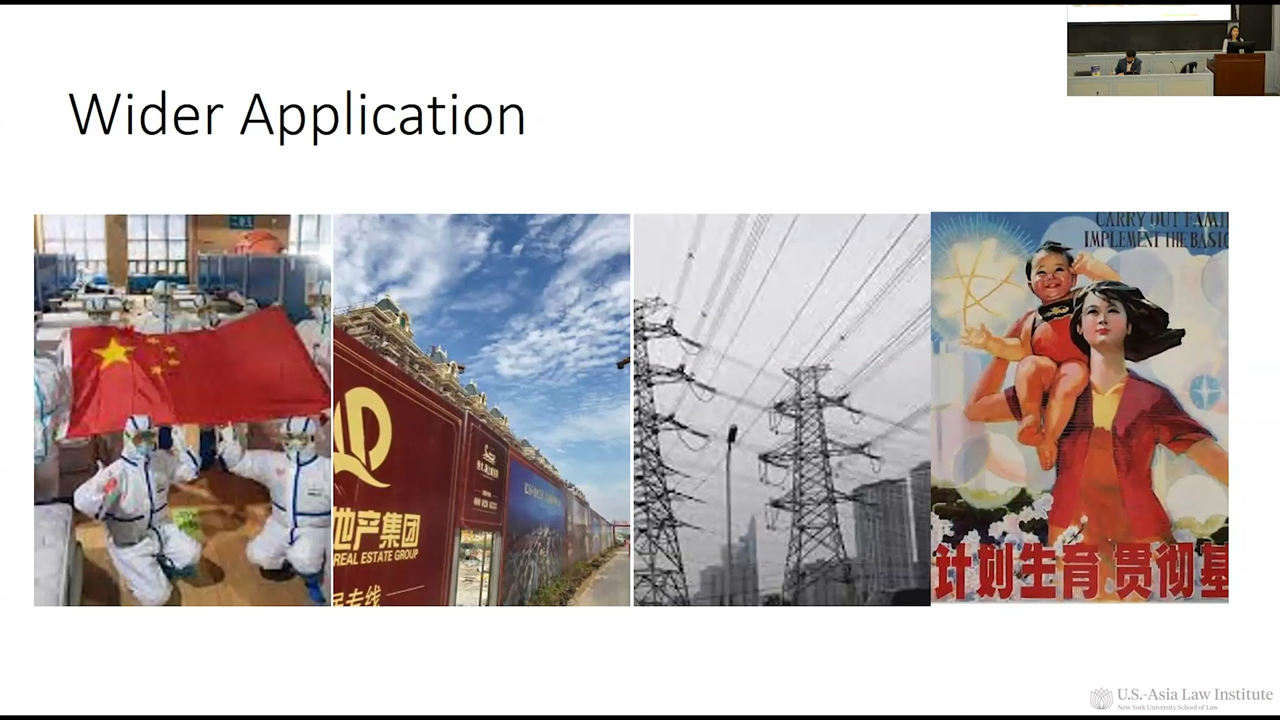 Wider Application
地产集团
REAL ESTATE GROUP
专线
CARRY OUT FAMI
IMPLEMENT THE BASIC
计划生育 贯彻基
U.S.-Asia Law Institute
New York University School of Law